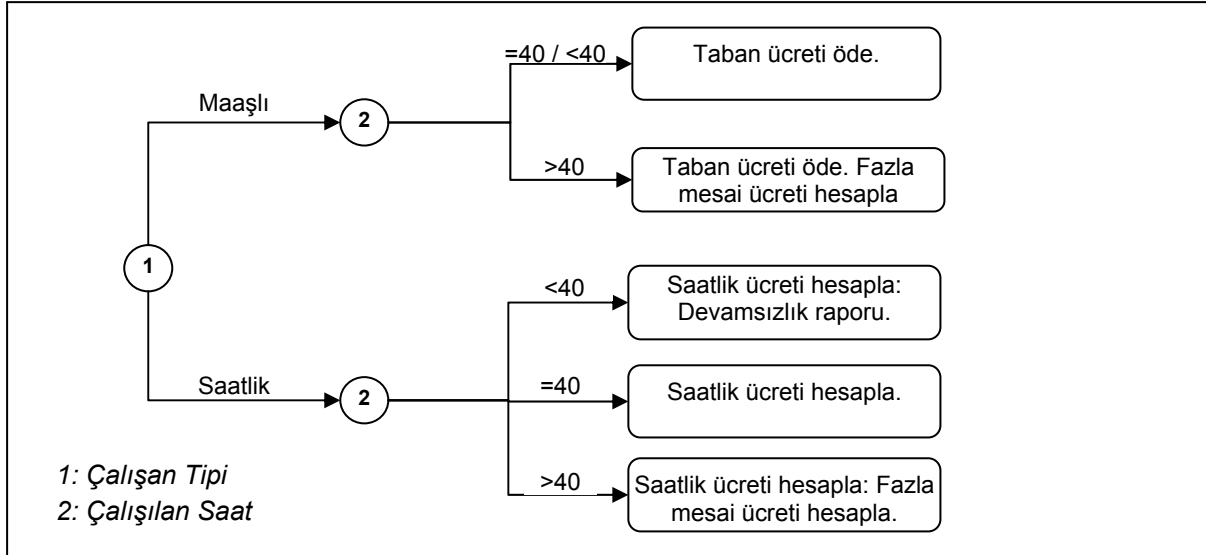 =40 / <40
Taban ücreti öde.
Maaşlı
2
>40
Taban ücreti öde. Fazla
mesai ücreti hesapla
1
<40
Saatlik ücreti hesapla:
Devamsızlık raporu.
Saatlik
2
=40
Saatlik ücreti hesapla.
>40
Saatlik ücreti hesapla: Fazla
mesai ücreti hesapla.
1: Çalışan Tipi
2: Çalışılan Saat